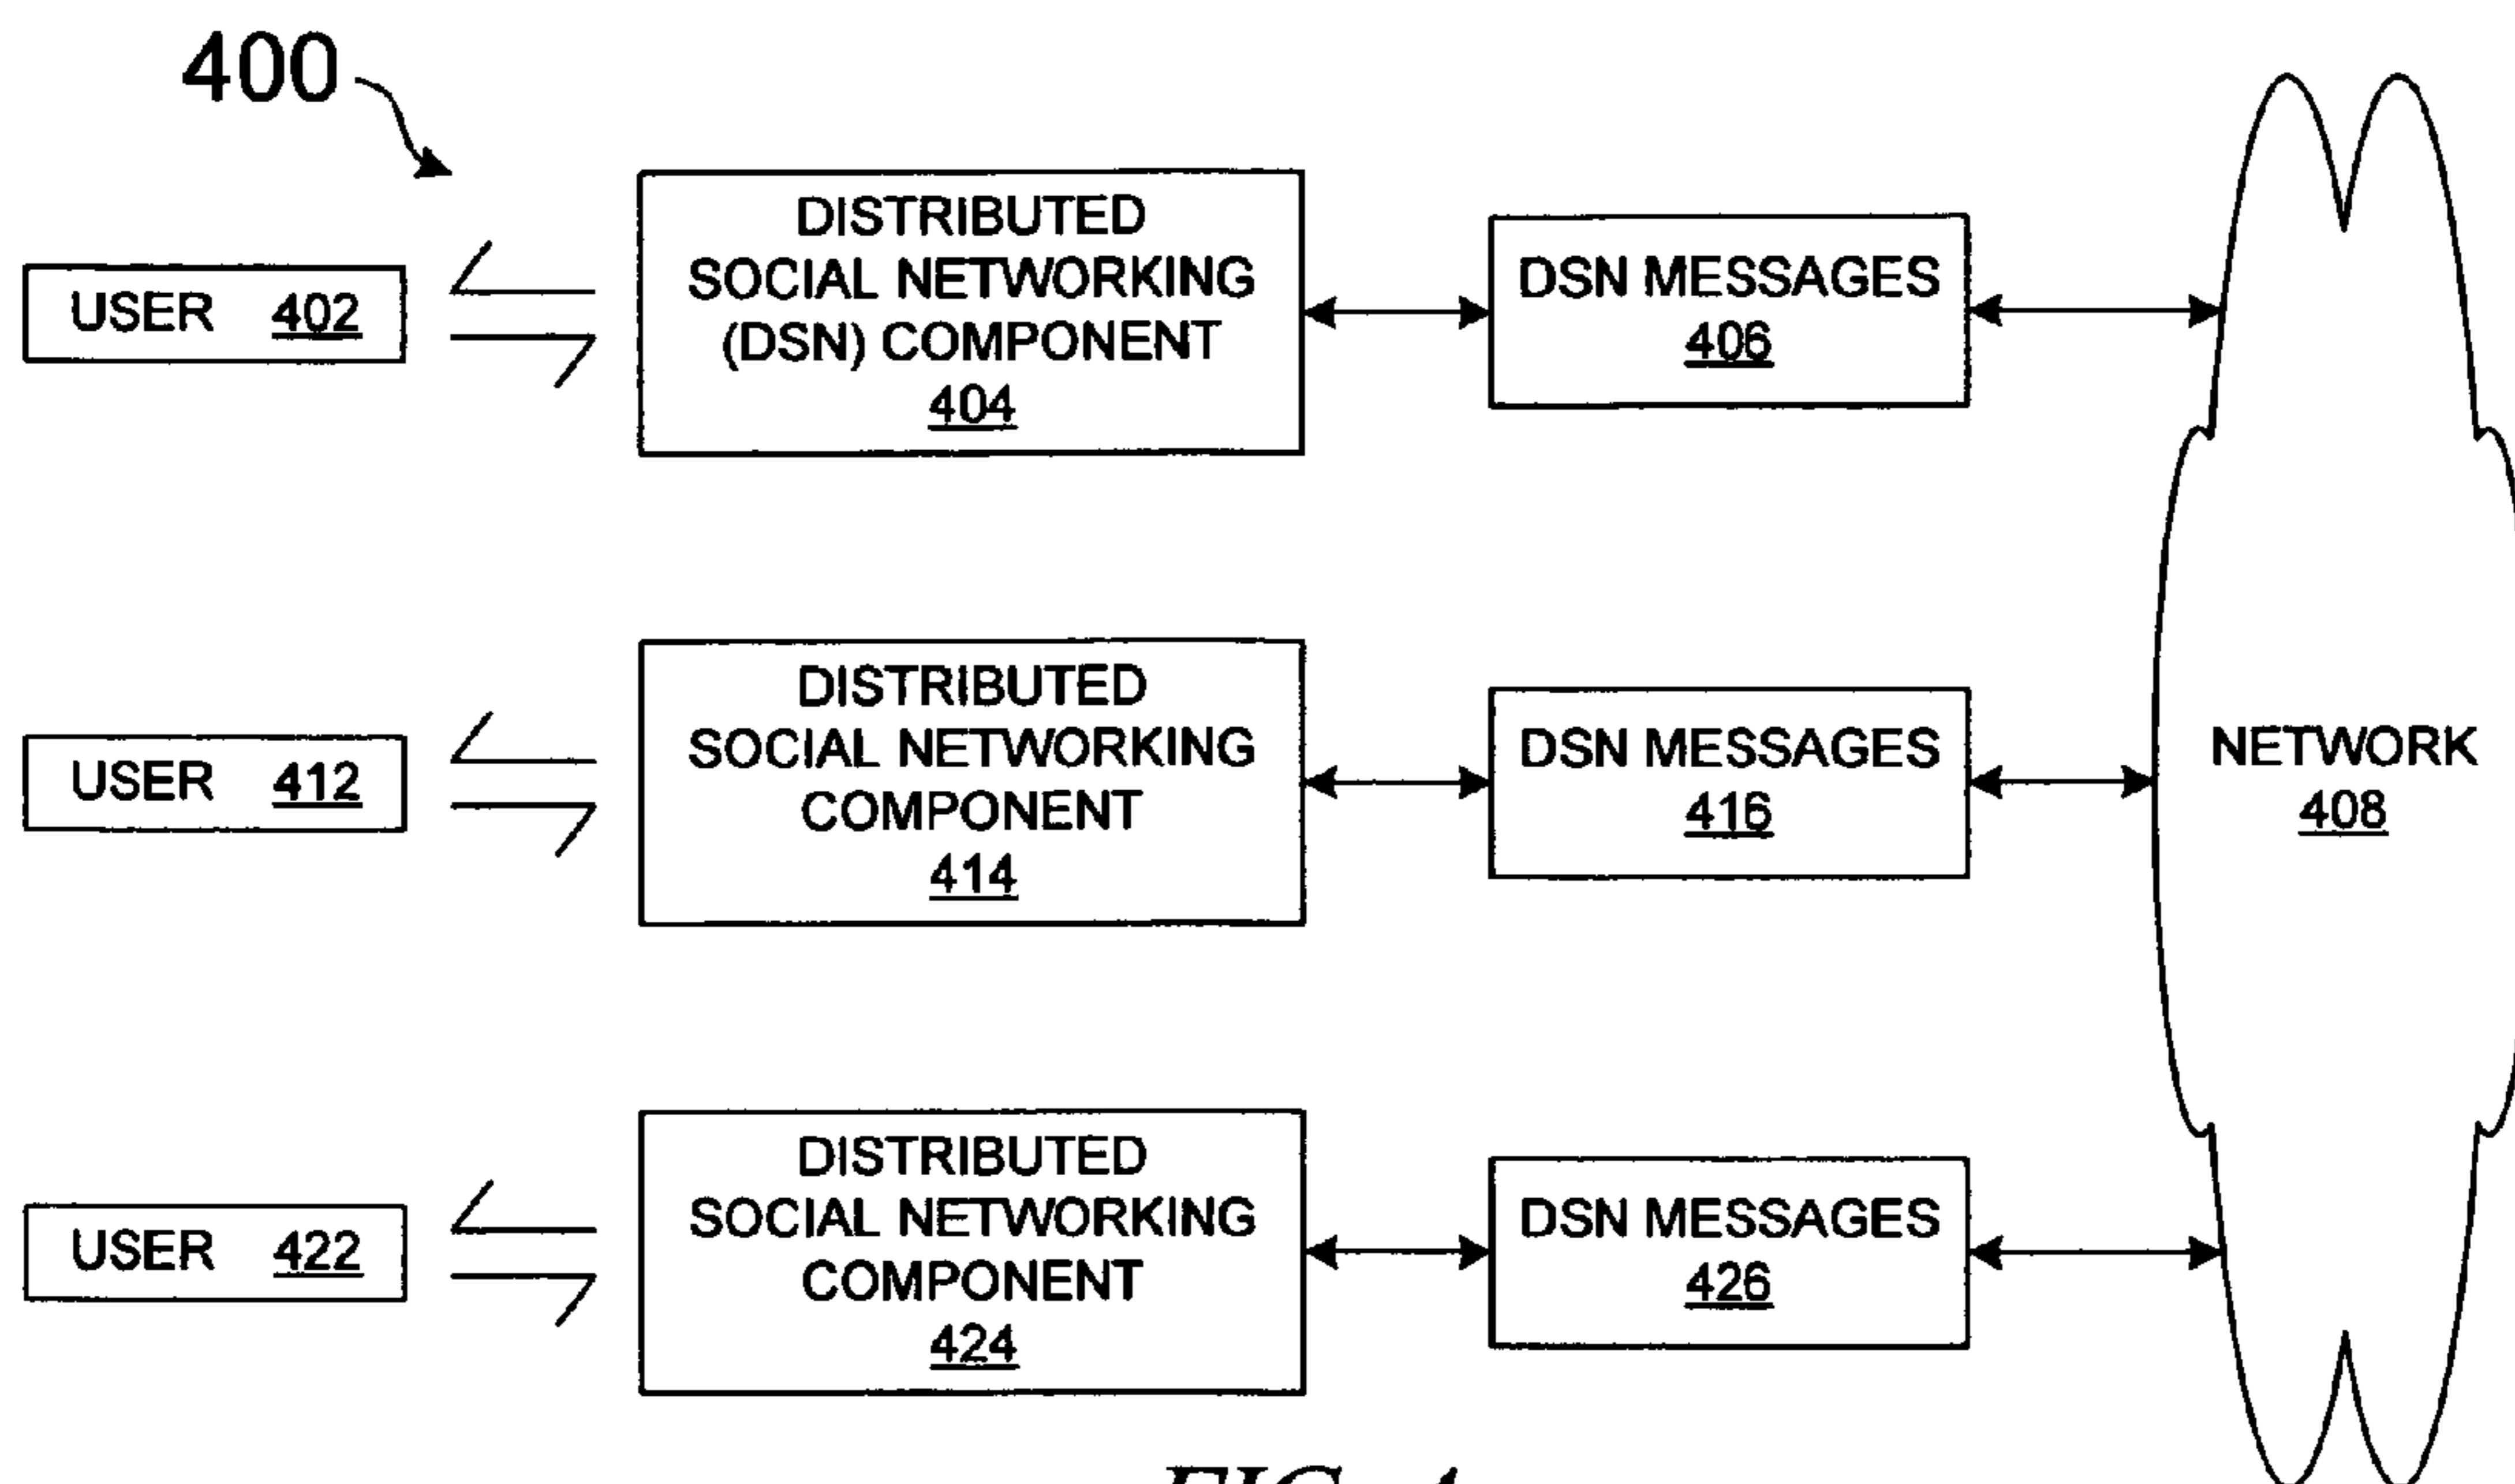 400
DISTRIBUTED
SOCIAL NETWORKING
(DSN) COMPONENT
404
USER 402
DSN MESSAGES
406
DISTRIBUTED
SOCIAL NETWORKING
COMPONENT
414
USER 412
DSN MESSAGES
416
NETWORK
408
DISTRIBUTED
SOCIAL NETWORKING
COMPONENT
424
USER 422
DSN MESSAGES
426